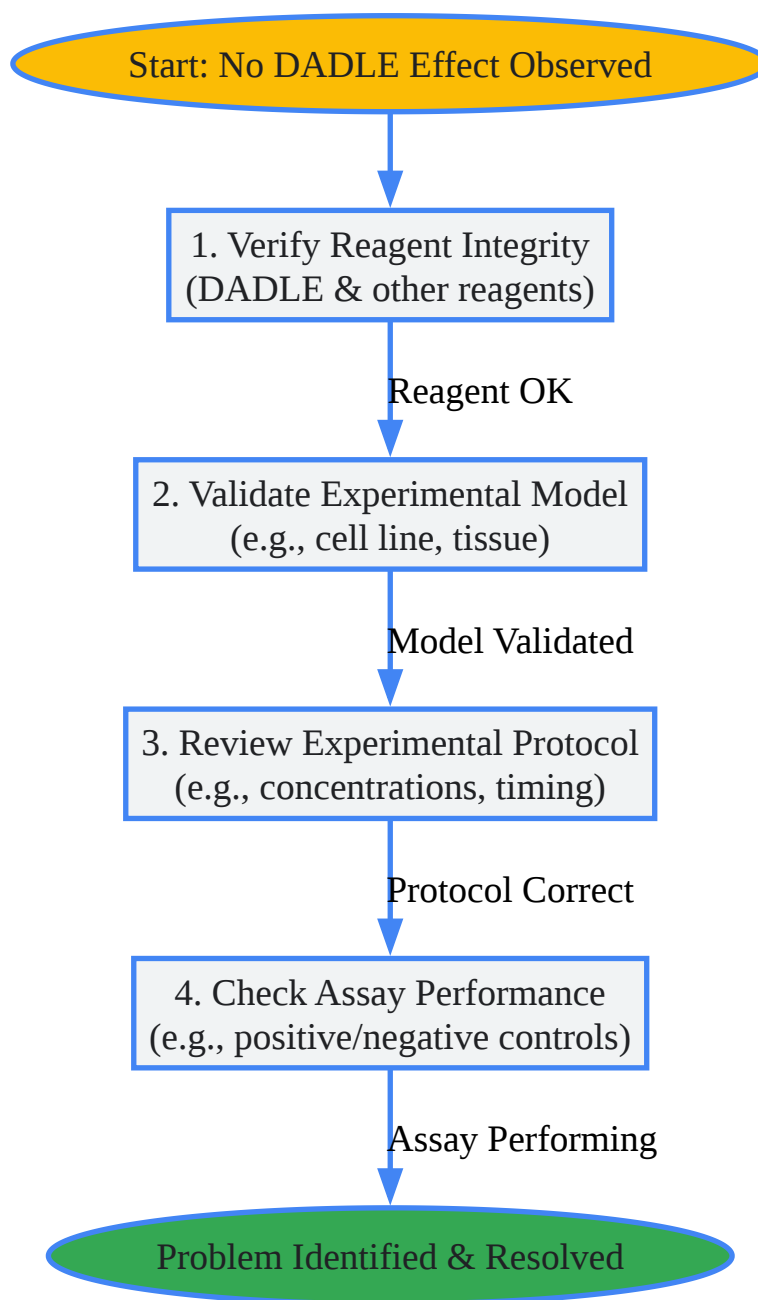 Start: No DADLE Effect Observed
1. Verify Reagent Integrity
(DADLE & other reagents)
Reagent OK
2. Validate Experimental Model
(e.g., cell line, tissue)
Model Validated
3. Review Experimental Protocol
(e.g., concentrations, timing)
Protocol Correct
4. Check Assay Performance
(e.g., positive/negative controls)
Assay Performing
Problem Identified & Resolved